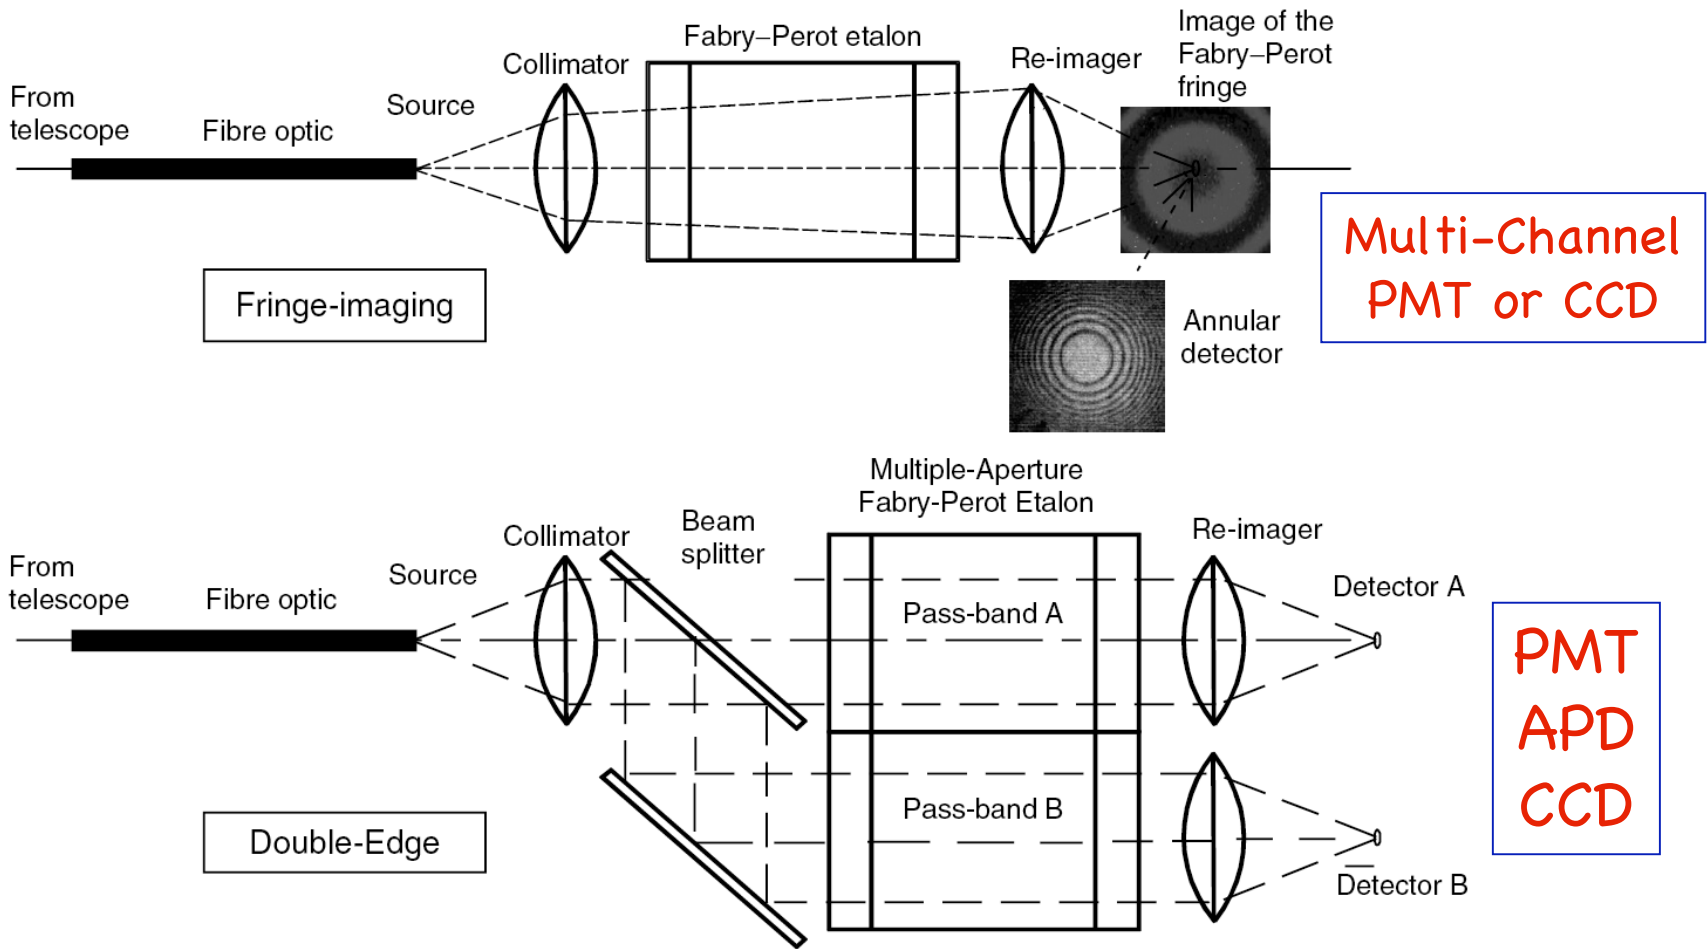 Image of the
Fabry–Perot
fringe
Fabry–Perot etalon
Collimator
Re-imager
From
telescope
Source
Fibre optic
Multi-Channel
PMT or CCD
Fringe-imaging
Annular
detector
Multiple-Aperture
Fabry-Perot Etalon
Beam
splitter
Collimator
Re-imager
From
telescope
Source
Fibre optic
Detector A
Pass-band A
PMT
APD
CCD
Pass-band B
Double-Edge
Detector B